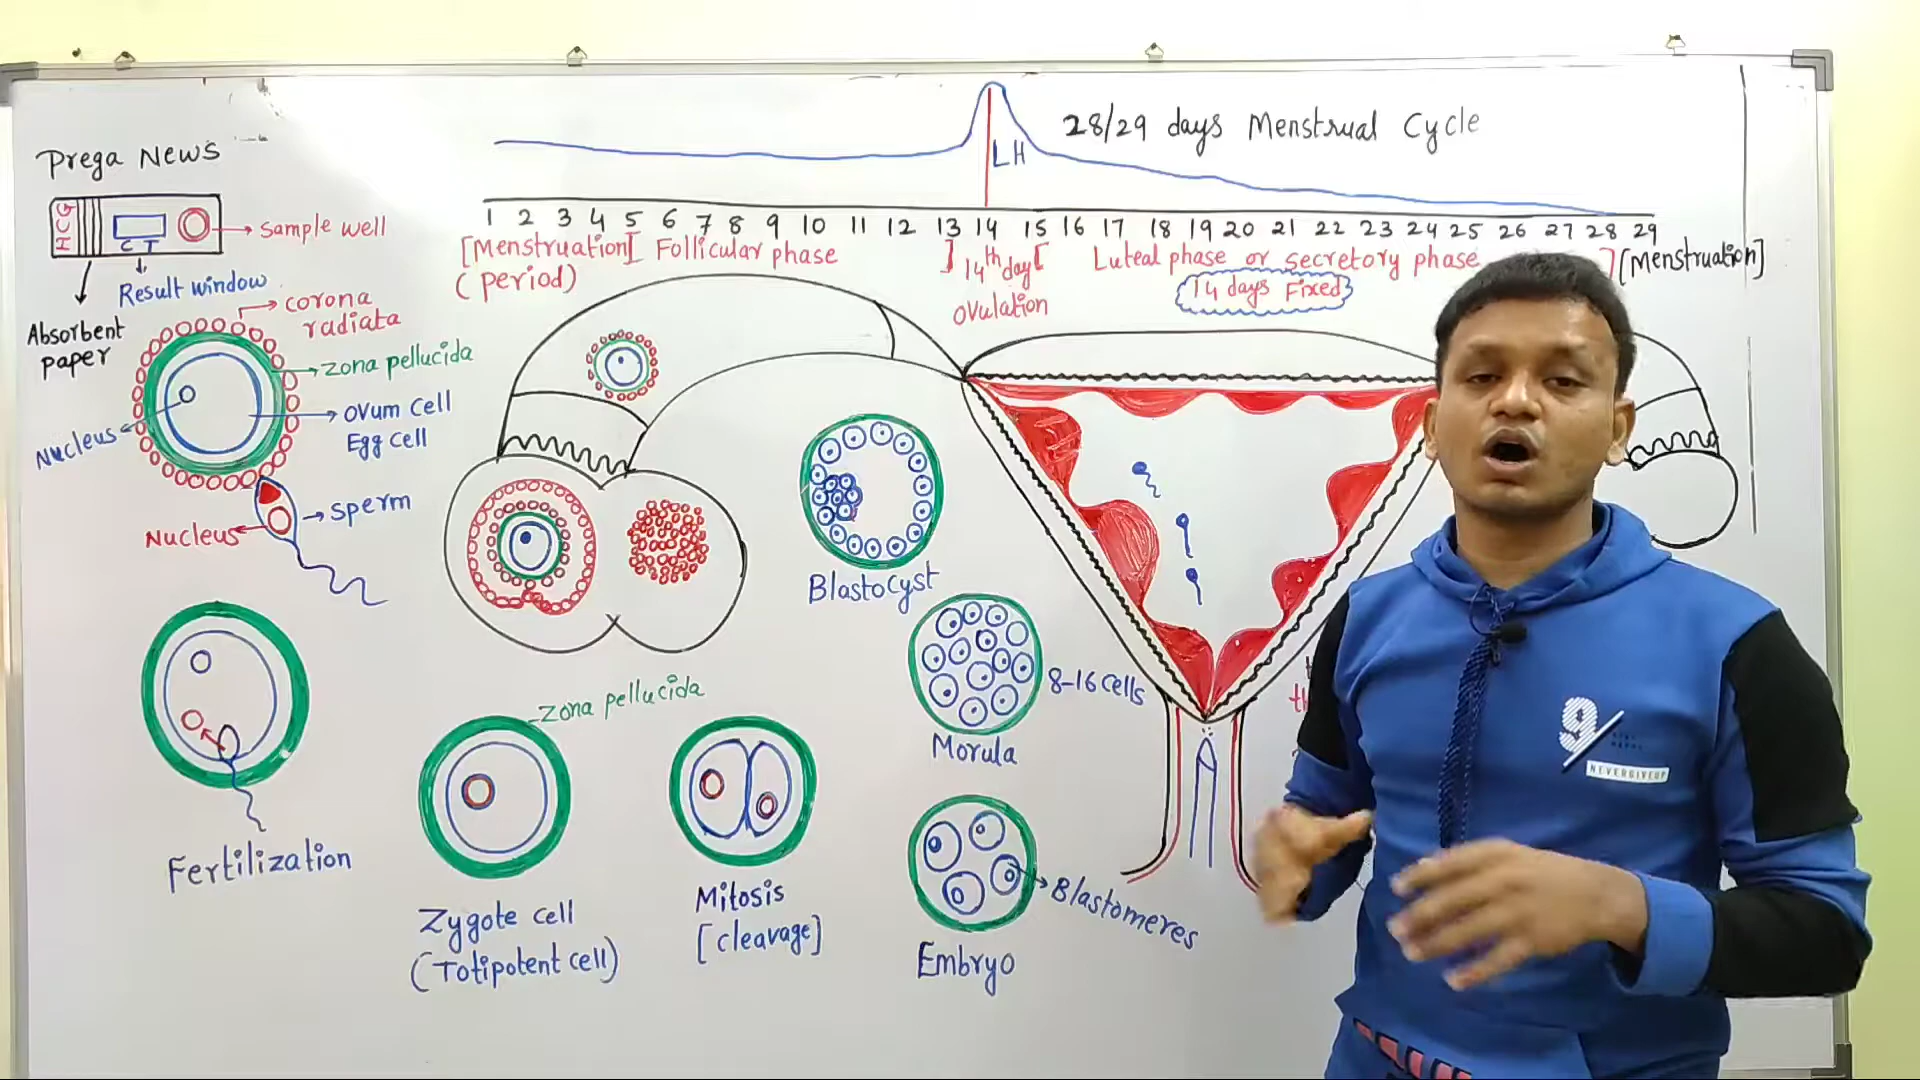 28/29 days Menstrual Cycle
LH
1 2 3 4 5 6 7 8 9 10 11 12 13 14 15 16 17 18 19 20 21 22 23 24 25 26 27 28 29
[Menstruation]
(period)
[ Follicular phase ]
14th day
ovulation
[ Luteal phase or secretory phase ]
14 days Fixed
[Menstruation]
Prega News
HCG
C T
Sample well
Result window
Absorbent
paper
corona
radiata
zona pellucida
ovum cell
Egg cell
Nucleus
sperm
Nucleus
Fertilization
zona pellucida
Zygote cell
(Totipotent cell)
Mitosis
[cleavage]
Blastocyst
8-16 cells
Morula
Blastomeres
Embryo
9
NEVERGIVEUP